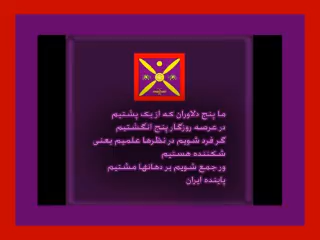 ما پنج دلاوران که از یک پشتیم
در عرصه روزگار پنج انگشتیم
گر فرد شویم در نظرها علمیم یعنی
شکننده هستیم
ور جمع شویم بر دهانها مشتیم
پاینده ایران